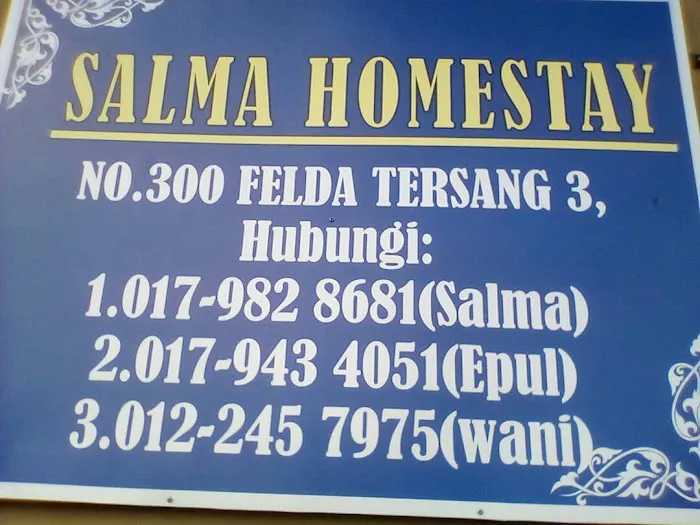 SALMA HOMESTAY
NO.300 FELDA TERSANG 3,
Hubungi:
1.017-982 8681(Salma)
2.017-943 4051(Epul)
3.012-245 7975(wani)